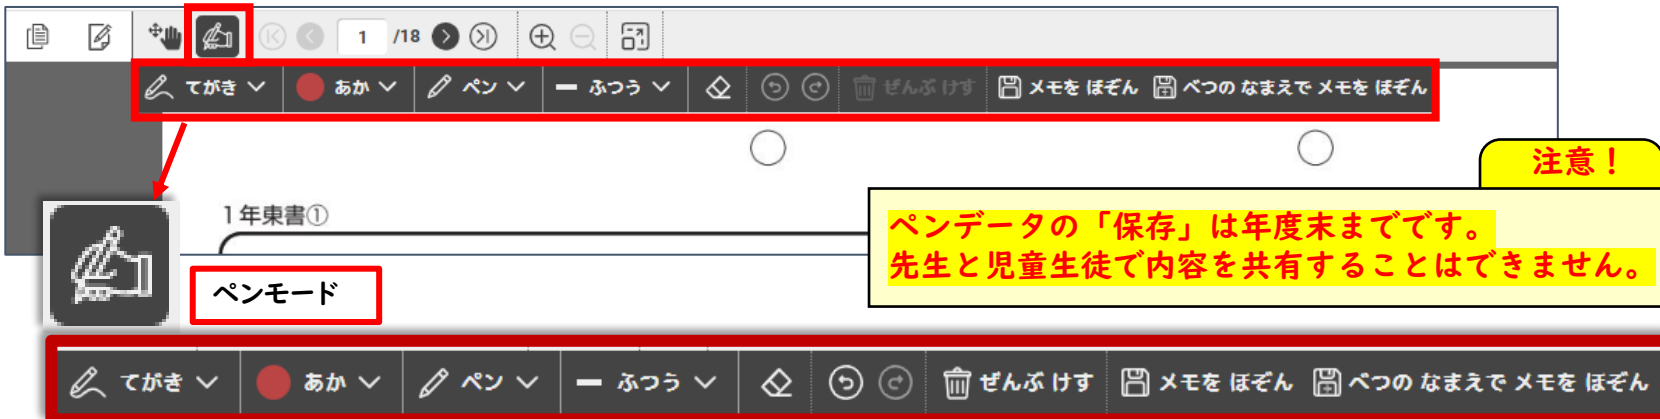 1 /18
てがき あか ペン ふつう ぜんぶ けす メモを ほぞん べつの なまえで メモを ほぞん
注意！
1年東書①
ペンデータの「保存」は年度末までです。
先生と児童生徒で内容を共有することはできません。
ペンモード
てがき あか ペン ふつう ぜんぶ けす メモを ほぞん べつの なまえで メモを ほぞん